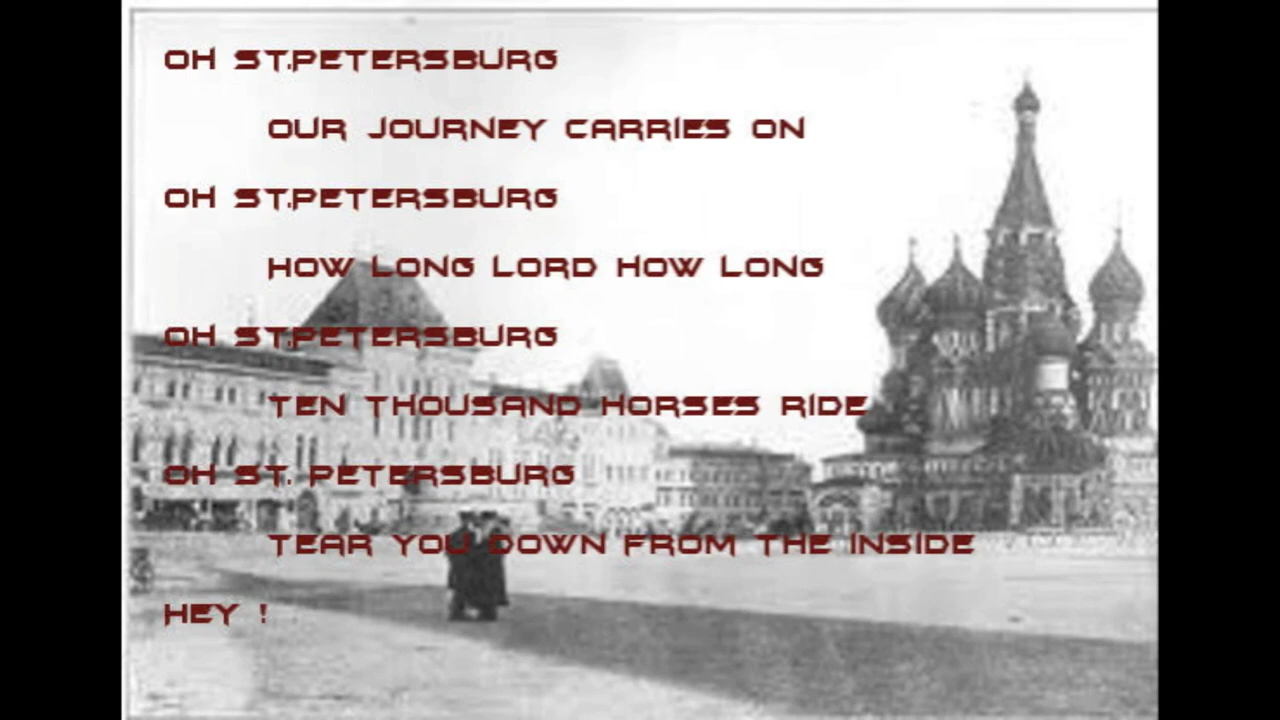 OH ST.PETERSBURG
OUR JOURNEY CARRIES ON
OH ST.PETERSBURG
HOW LONG LORD HOW LONG
OH ST.PETERSBURG
TEN THOUSAND HORSES RIDE
OH ST. PETERSBURG
TEAR YOU DOWN FROM THE INSIDE
HEY !